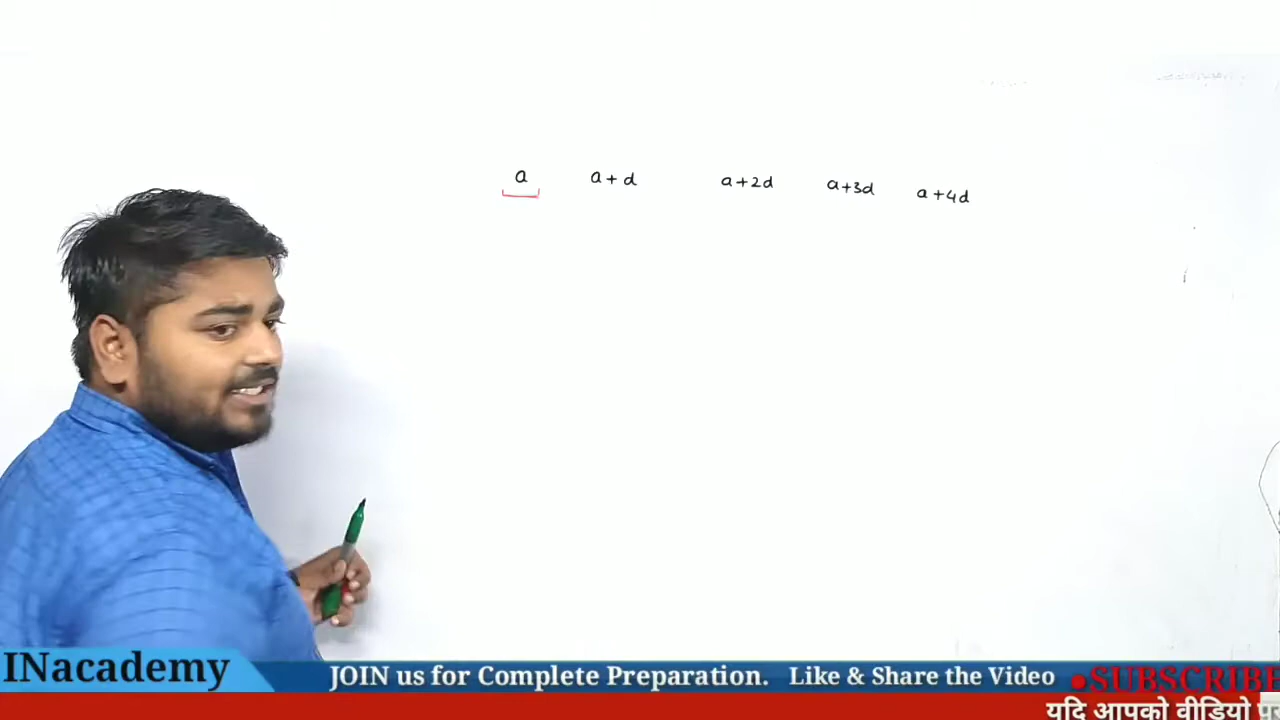 a a+d a+2d a+3d a+4d
INacademy JOIN us for Complete Preparation. Like & Share the Video SUBSCRIBE
यदि आपको वीडियो